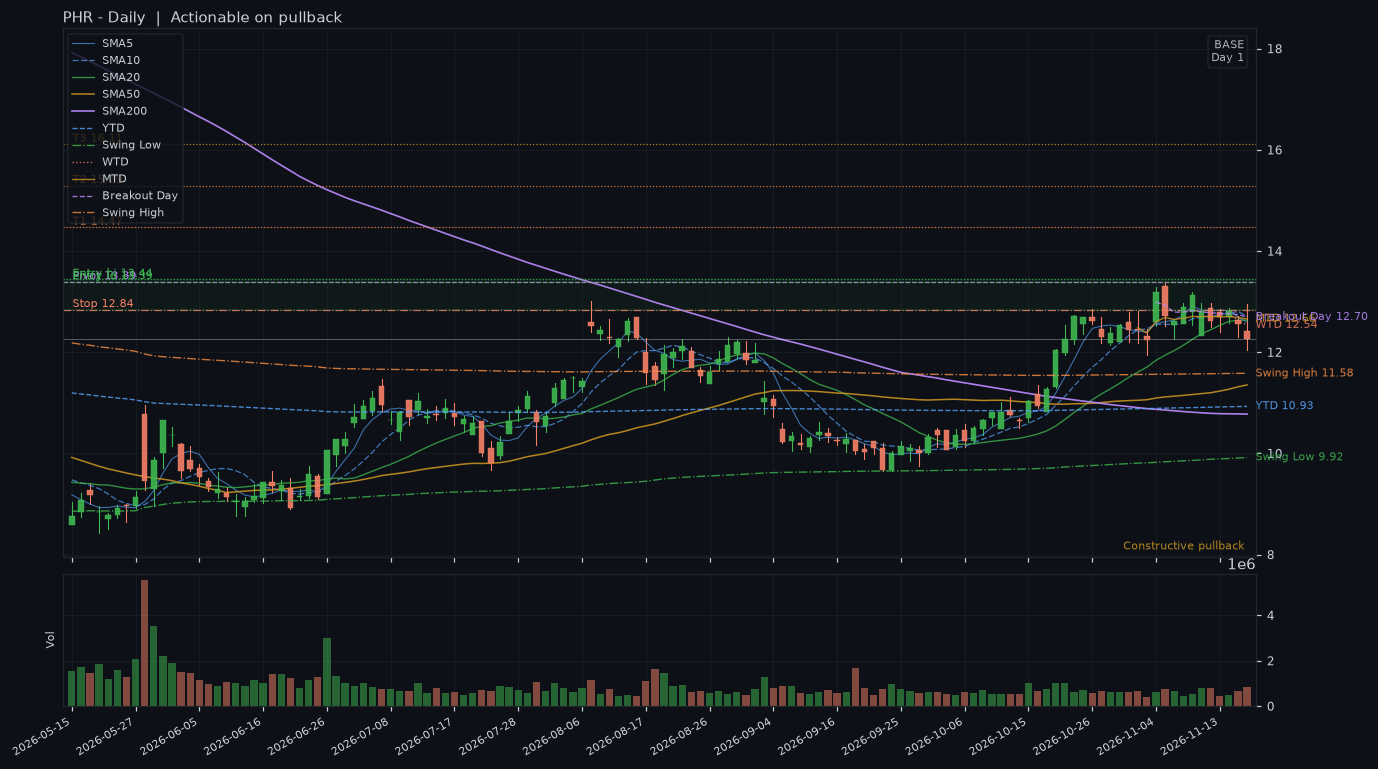 PHR - Daily | Actionable on pullback
SMA5
SMA10
SMA20
SMA50
SMA200
YTD
Swing Low
WTD
MTD
Breakout Day
Swing High
BASE
Day 1
18
16
14
12
10
8
Stop 12.84
Breakout Day 12.70
WTD 12.54
Swing High 11.58
YTD 10.93
Swing Low 9.92
Constructive pullback
1e6
Vol
4
2
0
2026-05-15
2026-05-27
2026-06-05
2026-06-16
2026-06-26
2026-07-08
2026-07-17
2026-07-28
2026-08-06
2026-08-17
2026-08-26
2026-09-04
2026-09-16
2026-09-25
2026-10-06
2026-10-15
2026-10-26
2026-11-04
2026-11-13